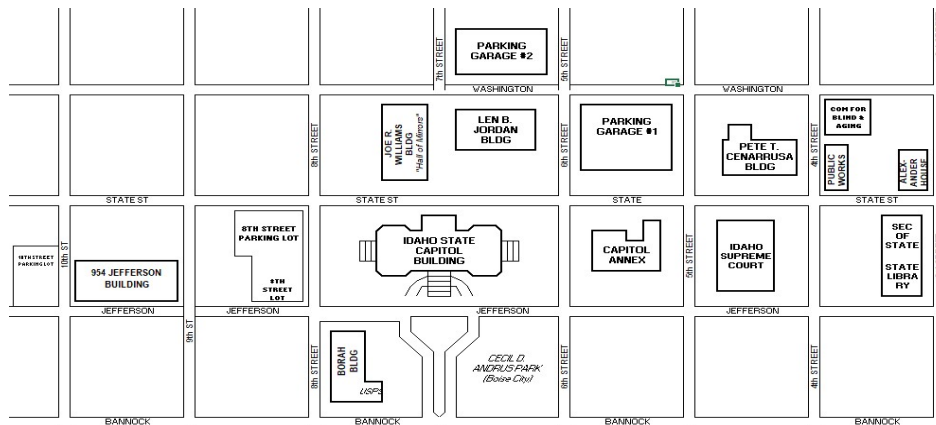 7th STREET
PARKING
GARAGE #2
5th STREET
WASHINGTON
WASHINGTON
8th STREET
JOE R.
WILLIAMS
BLDG
"Hall of Mirrors"
LEN B.
JORDAN
BLDG
6th STREET
PARKING
GARAGE #1
PETE T.
CENARRUSA
BLDG
4th STREET
COM FOR
BLIND &
AGING
PUBLIC
WORKS
ALEX-
ANDER
HOUSE
STATE ST
STATE ST
STATE
STATE ST
10TH STREET
PARKING LOT
10th ST
954 JEFFERSON
BUILDING
8TH STREET
PARKING LOT
8TH
STREET
LOT
IDAHO STATE
CAPITOL
BUILDING
CAPITOL
ANNEX
5th STREET
IDAHO
SUPREME
COURT
SEC
OF
STATE
STATE
LIBRA
RY
JEFFERSON
JEFFERSON
JEFFERSON
JEFFERSON
9th ST
8th STREET
BORAH
BLDG
USPS
CECIL D.
ANDRUS PARK
(Boise City)
6th STREET
4th STREET
BANNOCK
BANNOCK
BANNOCK
BANNOCK